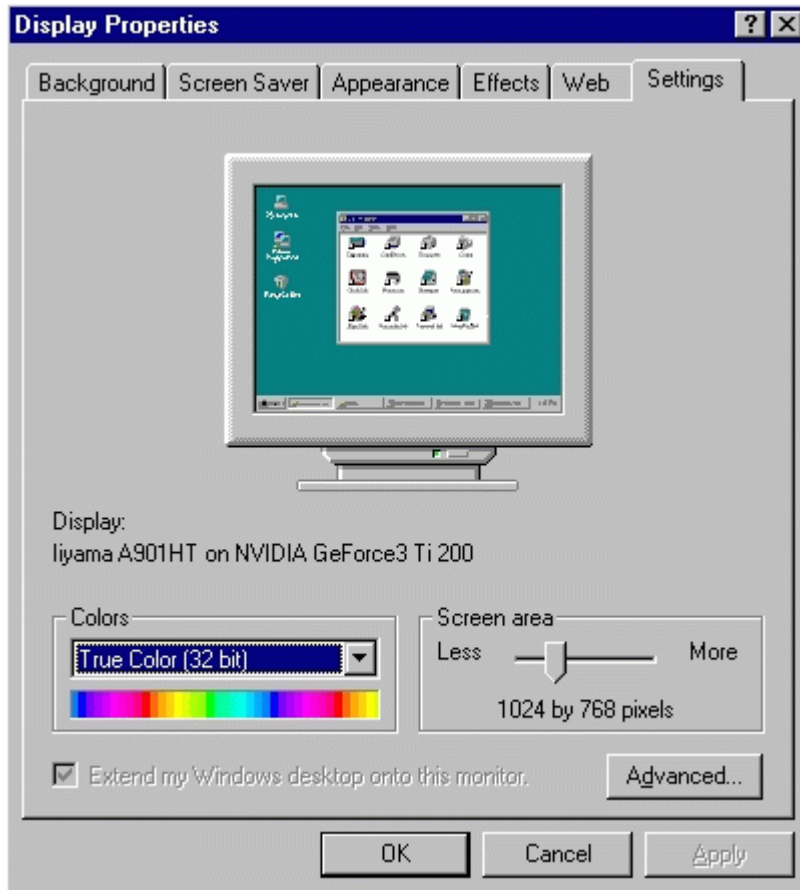 Display Properties
Background Screen Saver Appearance Effects Web Settings
Display:
Iiyama A901HT on NVIDIA GeForce3 Ti 200
Colors
True Color (32 bit)
Screen area
Less More
1024 by 768 pixels
Extend my Windows desktop onto this monitor.
Advanced...
OK Cancel Apply